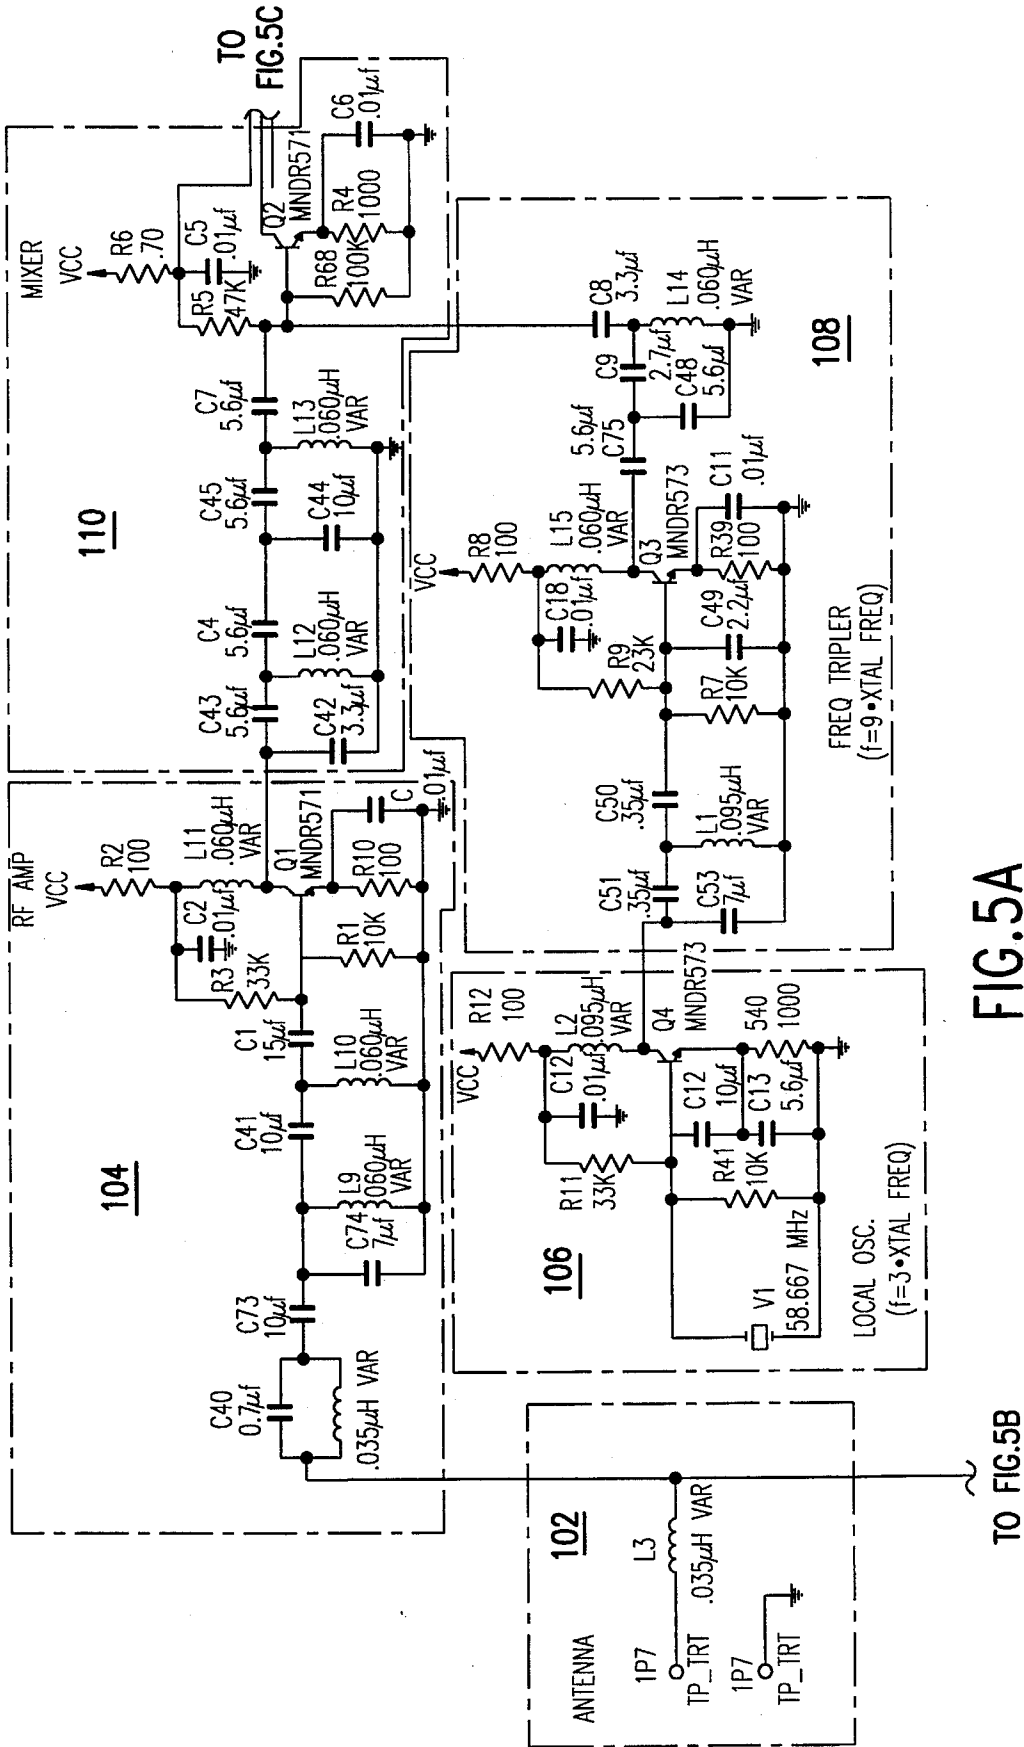 FIG.5A
RF AMP
104
VCC
R2
100
L11
.060µH
VAR
C2
.01µf
R3
33K
Q1
MNDR571
C
.01µf
R10
100
R1
10K
C1
15µf
L10
.060µH
VAR
C41
10µf
L9
.060µH
VAR
C74
7µf
C73
10µf
C40
0.7µf
.035µH VAR
MIXER
110
VCC
R6
.70
C5
.01µf
R5
47K
TO
FIG.5C
Q2
MNDR571
C6
.01µf
R4
1000
R68
100K
C7
5.6µf
L13
.060µH
VAR
C45
5.6µf
C44
10µf
C4
5.6µf
L12
.060µH
VAR
C43
5.6µf
C42
3.3µf
108
VCC
R8
100
L15
.060µH
VAR
C18
.01µf
R9
23K
Q3
MNDR573
C75
5.6µf
C9
2.7µf
C8
3.3µf
L14
.060µH
VAR
C48
5.6µf
C11
.01µf
R39
100
C49
2.2µf
R7
10K
C50
.35µf
L1
.095µH
VAR
C51
.35µf
C53
7µf
FREQ TRIPLER
(f=9•XTAL FREQ)
106
VCC
R12
100
L2
.095µH
VAR
C12
.01µf
R11
33K
Q4
MNDR573
540
1000
C12
10µf
C13
5.6µf
R41
10K
V1
58.667 MHz
LOCAL OSC.
(f=3•XTAL FREQ)
102
ANTENNA
L3
.035µH VAR
1P7
TP_TRT
1P7
TP_TRT
TO FIG.5B